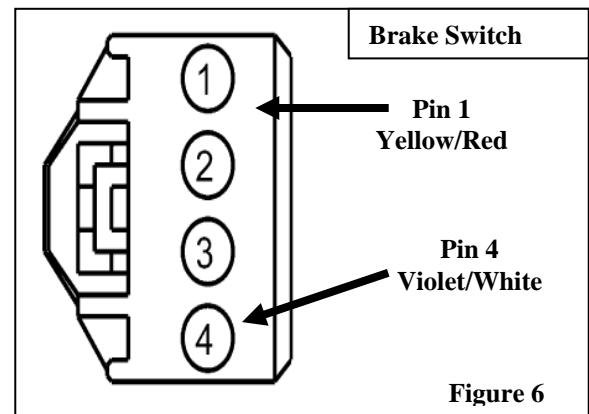 Brake Switch
1
Pin 1
Yellow/Red
2
3
Pin 4
Violet/White
4
Figure 6